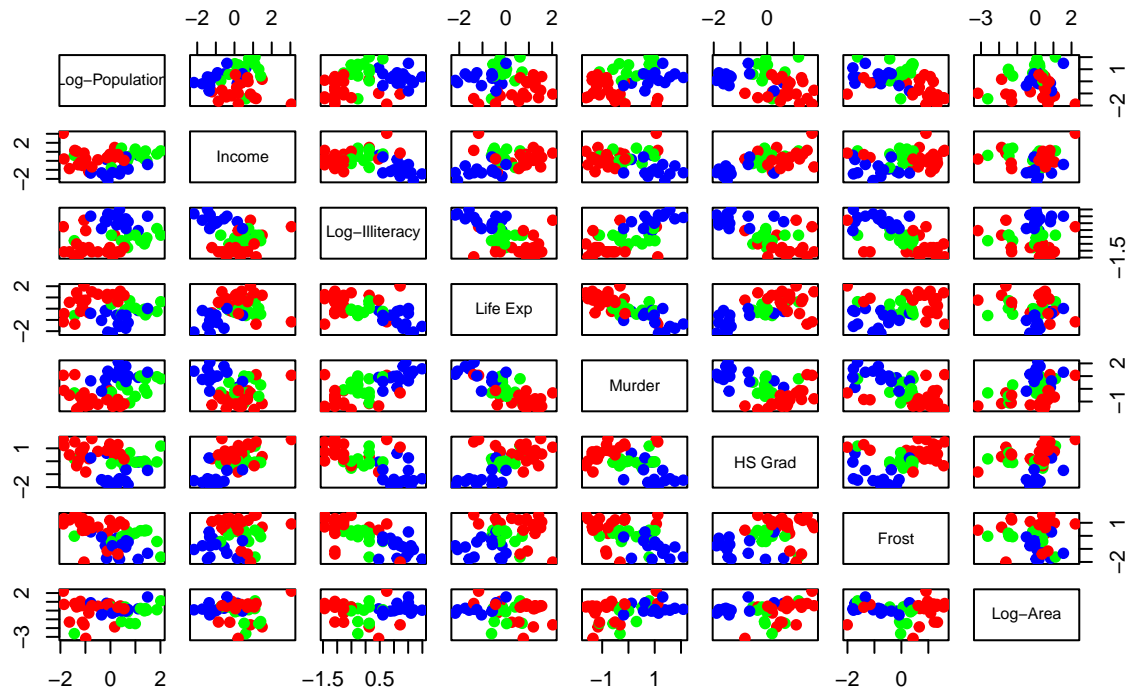 −2 0 2 −2 0 2 −2 0 −3 0 2
Log−Population −2 1
−2 2 Income
Log−Illiteracy −1.5
−2 2 Life Exp
Murder −1 2
−2 1 HS Grad
Frost −2 1
−3 2 Log−Area
−2 0 2 −1.5 0.5 −1 1 −2 0